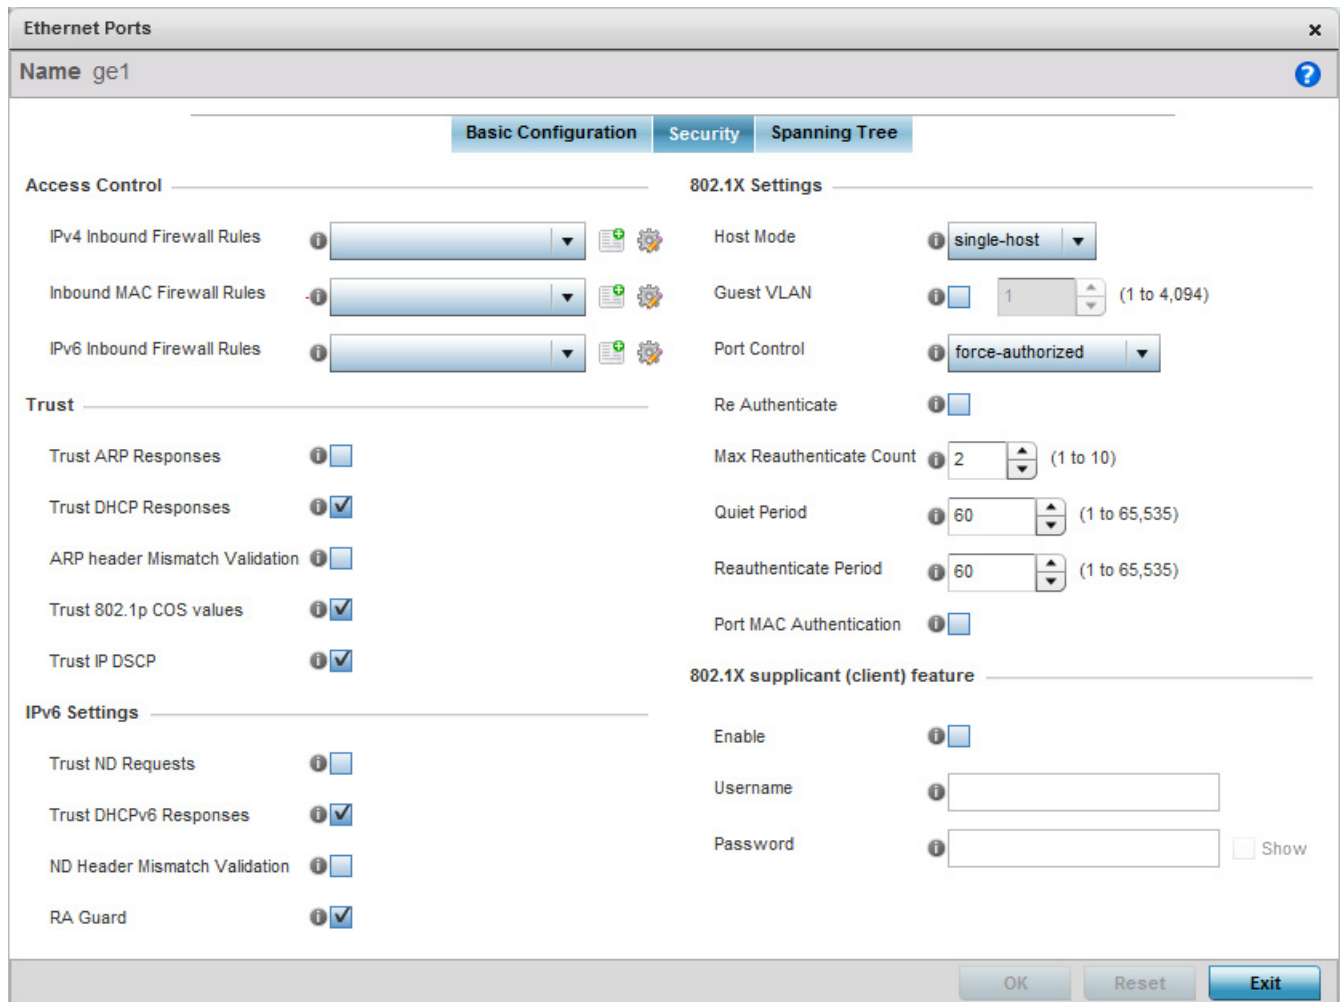 Ethernet Ports
Name ge1
Basic Configuration Security Spanning Tree
Access Control
IPv4 Inbound Firewall Rules
Inbound MAC Firewall Rules
IPv6 Inbound Firewall Rules
Trust
Trust ARP Responses
Trust DHCP Responses
ARP header Mismatch Validation
Trust 802.1p COS values
Trust IP DSCP
IPv6 Settings
Trust ND Requests
Trust DHCPv6 Responses
ND Header Mismatch Validation
RA Guard
802.1X Settings
Host Mode single-host
Guest VLAN 1 (1 to 4,094)
Port Control force-authorized
Re Authenticate
Max Reauthenticate Count 2 (1 to 10)
Quiet Period 60 (1 to 65,535)
Reauthenticate Period 60 (1 to 65,535)
Port MAC Authentication
802.1X supplicant (client) feature
Enable
Username
Password Show
OK Reset Exit